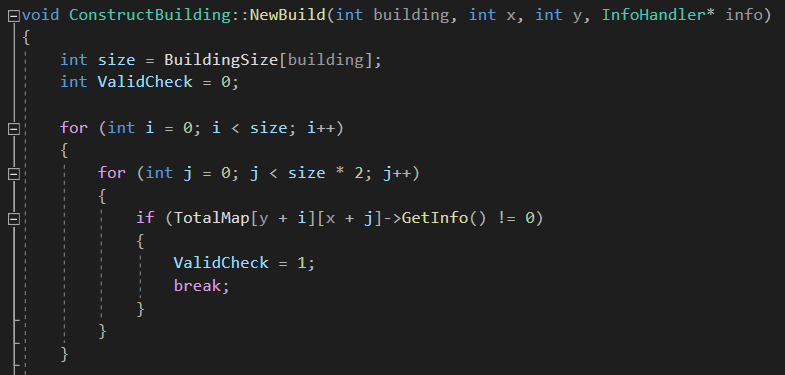 void ConstructBuilding::NewBuild(int building, int x, int y, InfoHandler* info)
{
    int size = BuildingSize[building];
    int ValidCheck = 0;

    for (int i = 0; i < size; i++)
    {
        for (int j = 0; j < size * 2; j++)
        {
            if (TotalMap[y + i][x + j]->GetInfo() != 0)
            {
                ValidCheck = 1;
                break;
            }
        }
    }